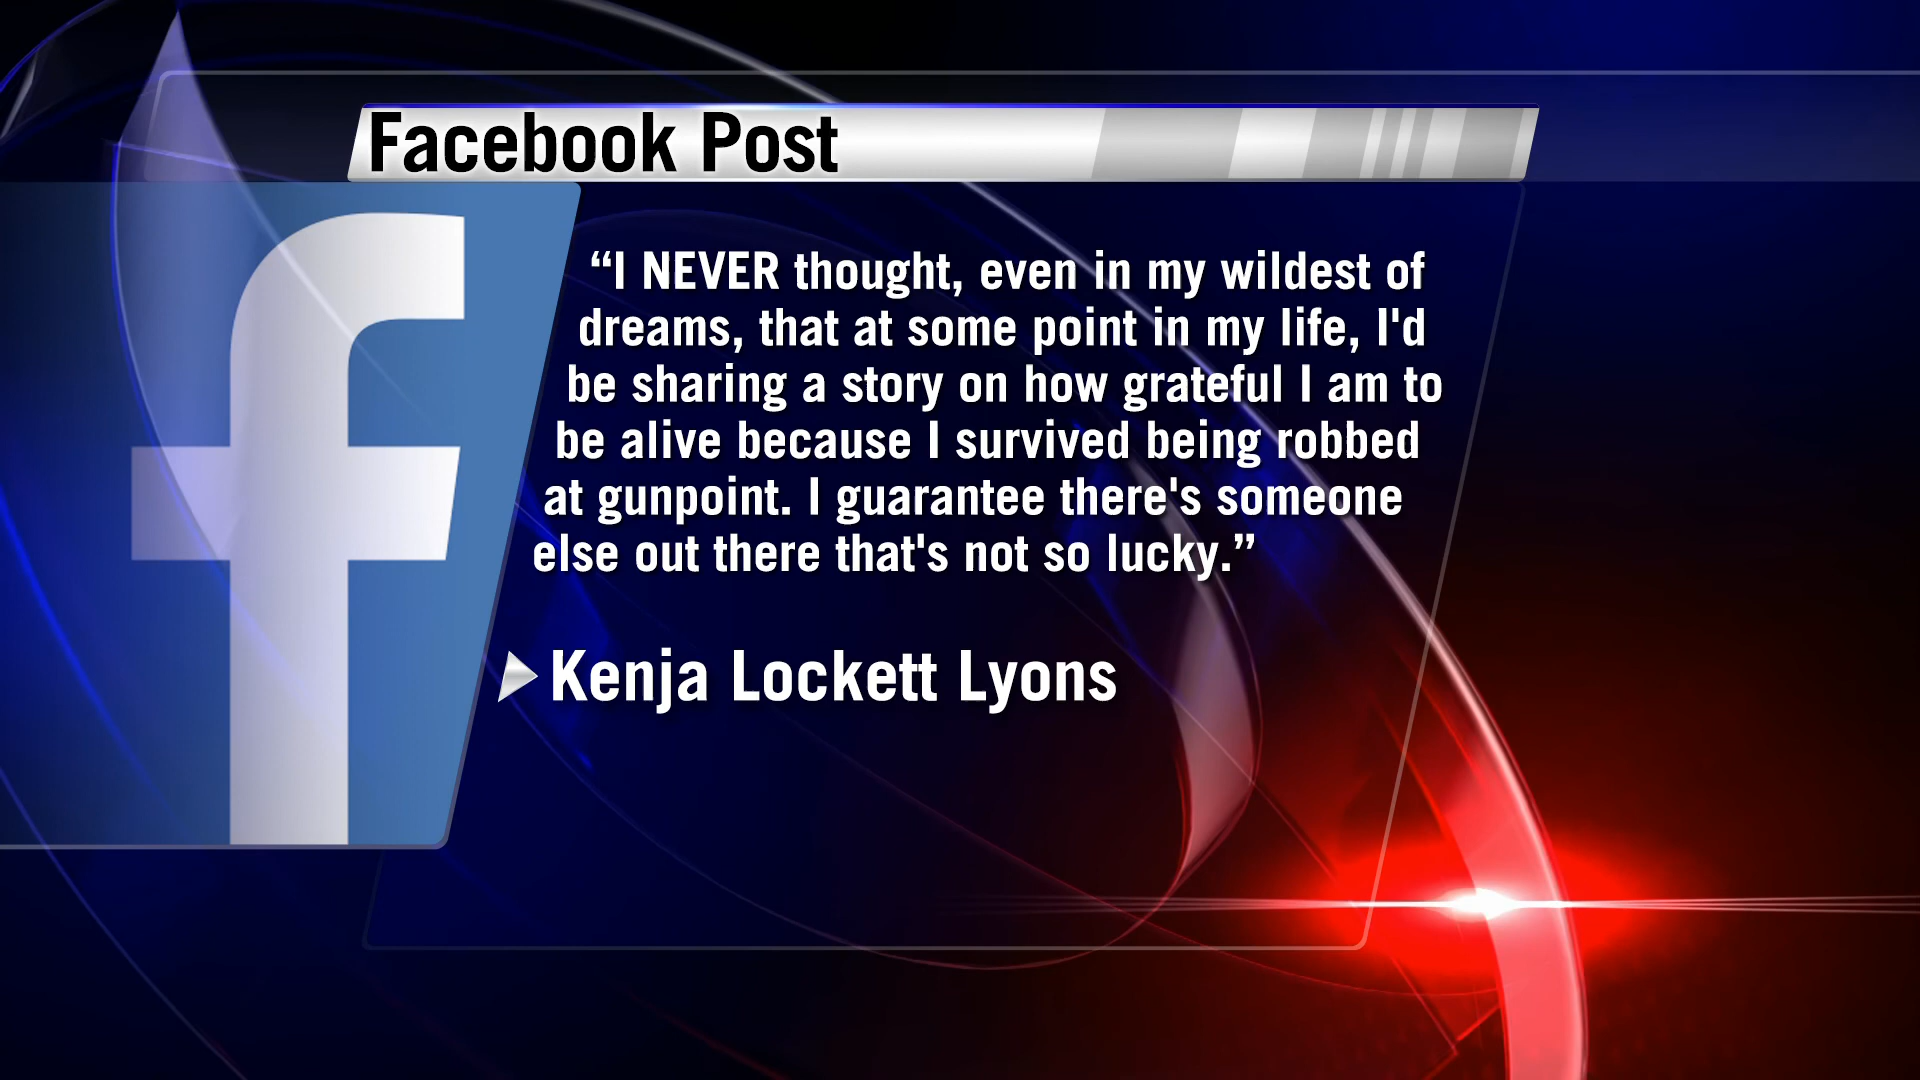 Facebook Post
“I NEVER thought, even in my wildest of
dreams, that at some point in my life, I'd
be sharing a story on how grateful I am to
be alive because I survived being robbed
at gunpoint. I guarantee there's someone
else out there that's not so lucky.”
Kenja Lockett Lyons